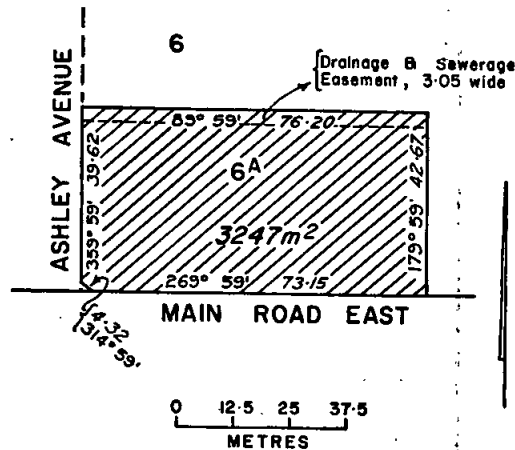 6
Drainage & Sewerage
Easement, 3·05 wide
ASHLEY AVENUE
89° 59' 76·20
359° 59' 39·62
6A
179° 59' 42·67
3247m²
269° 59' 73·15
4·32
314° 59'
MAIN ROAD EAST
0 12·5 25 37·5
METRES